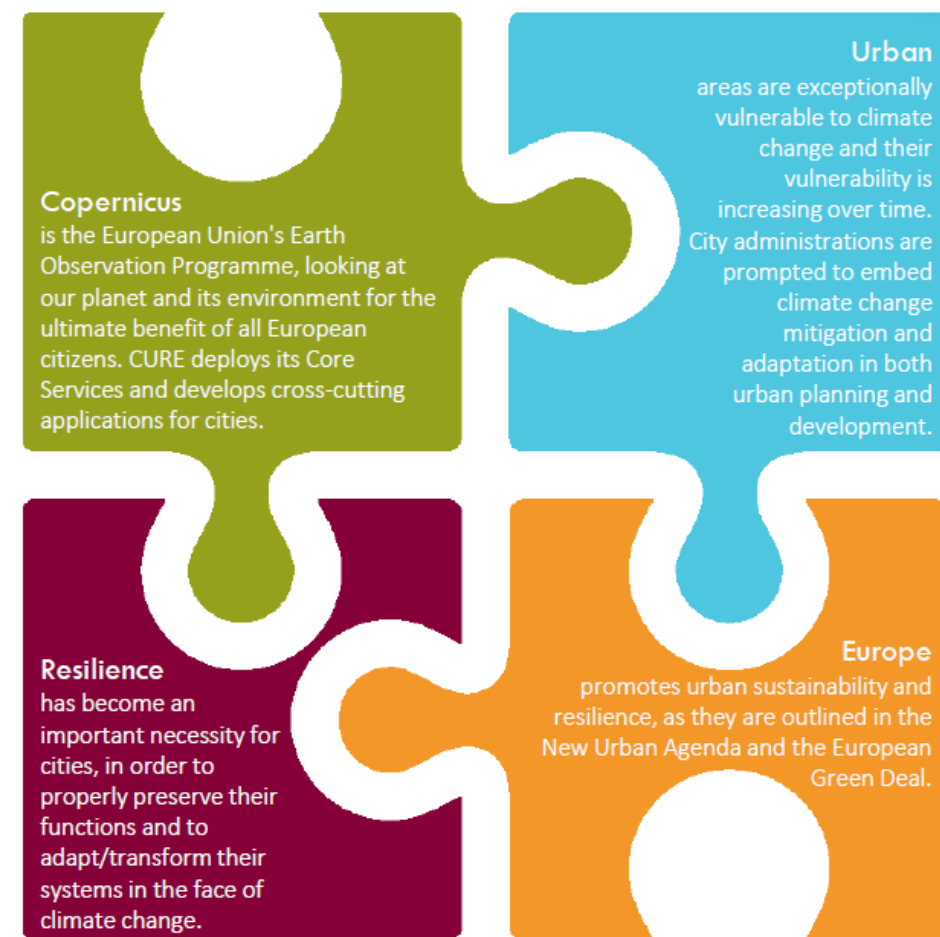 Copernicus
is the European Union's Earth
Observation Programme, looking at
our planet and its environment for the
ultimate benefit of all European
citizens. CURE deploys its Core
Services and develops cross-cutting
applications for cities.
Urban
areas are exceptionally
vulnerable to climate
change and their
vulnerability is
increasing over time.
City administrations are
prompted to embed
climate change
mitigation and
adaptation in both
urban planning and
development.
Resilience
has become an
important necessity for
cities, in order to
properly preserve their
functions and to
adapt/transform their
systems in the face of
climate change.
Europe
promotes urban sustainability and
resilience, as they are outlined in the
New Urban Agenda and the European
Green Deal.